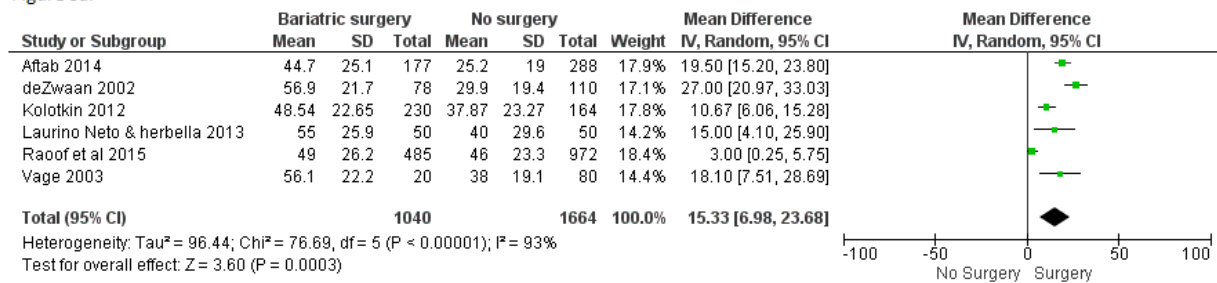 Bariatric surgery No surgery Mean Difference Mean Difference
Study or Subgroup Mean SD Total Mean SD Total Weight IV, Random, 95% CI IV, Random, 95% CI
Aftab 2014 44.7 25.1 177 25.2 19 288 17.9% 19.50 [15.20, 23.80]
deZwaan 2002 56.9 21.7 78 29.9 19.4 110 17.1% 27.00 [20.97, 33.03]
Kolotkin 2012 48.54 22.65 230 37.87 23.27 164 17.8% 10.67 [6.06, 15.28]
Laurino Neto & herbella 2013 55 25.9 50 40 29.6 50 14.2% 15.00 [4.10, 25.90]
Raoof et al 2015 49 26.2 485 46 23.3 972 18.4% 3.00 [0.25, 5.75]
Vage 2003 56.1 22.2 20 38 19.1 80 14.4% 18.10 [7.51, 28.69]
Total (95% CI) 1040 1664 100.0% 15.33 [6.98, 23.68]
Heterogeneity: Tau² = 96.44; Chi² = 76.69, df = 5 (P < 0.00001); I² = 93%
Test for overall effect: Z = 3.60 (P = 0.0003)
-100 -50 0 50 100
No Surgery Surgery